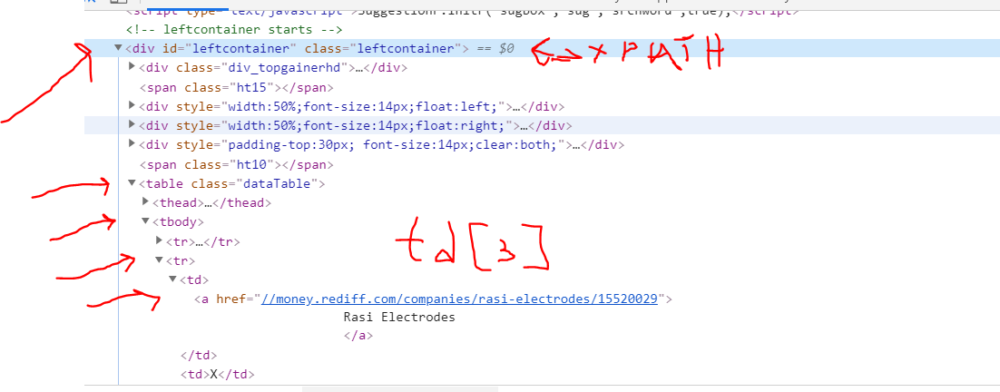 <script type="text/javascript">Suggestionf.initf('sugbox','sug','srchword',true);</script>
<!-- leftcontainer starts -->
▼<div id="leftcontainer" class="leftcontainer"> == $0 XPATH
▶<div class="div_topgainerhd">…</div>
<span class="ht15"></span>
▶<div style="width:50%;font-size:14px;float:left;">…</div>
▶<div style="width:50%;font-size:14px;float:right;">…</div>
▶<div style="padding-top:30px; font-size:14px;clear:both;">…</div>
<span class="ht10"></span>
▼<table class="dataTable">
▶<thead>…</thead>
▼<tbody>
▶<tr>…</tr>
td[3]
▼<tr>
▼<td>
<a href="//money.rediff.com/companies/rasi-electrodes/15520029">
Rasi Electrodes
</a>
</td>
<td>X</td>